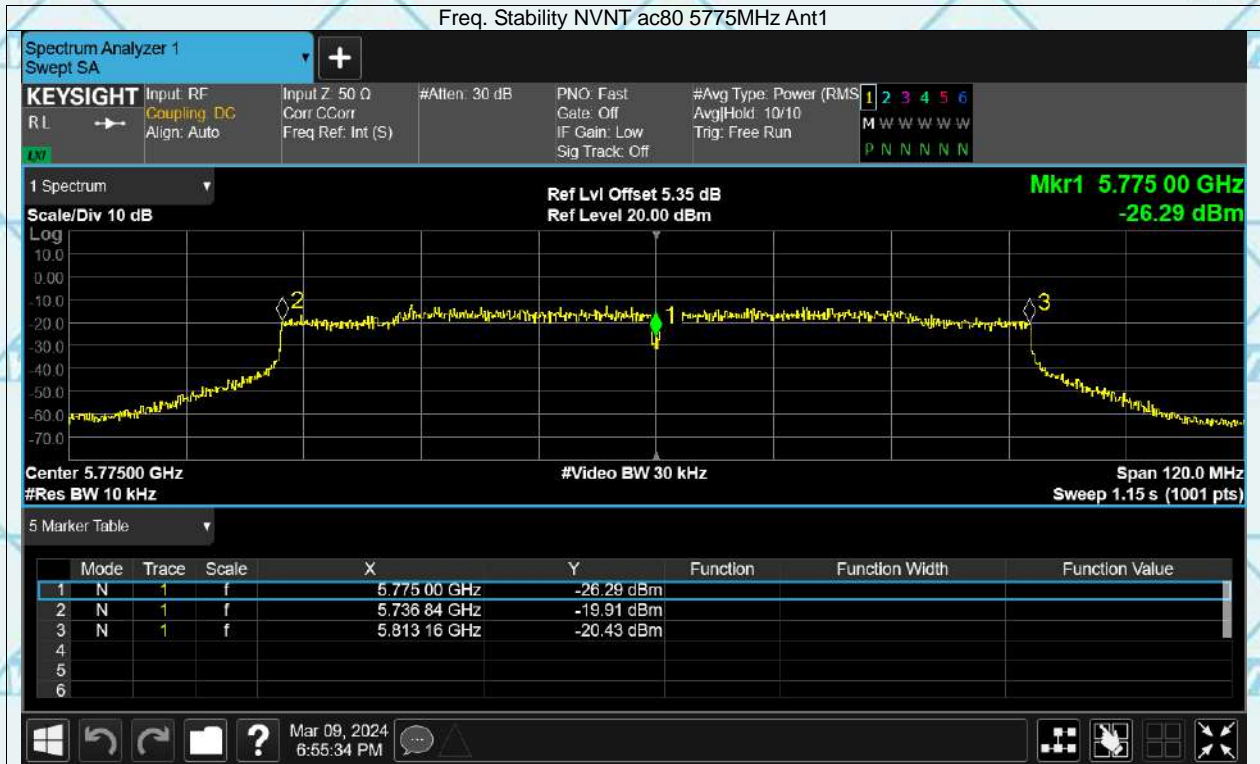 Freq. Stability NVNT ac80 5775MHz Ant1
Spectrum Analyzer 1
Swept SA
+
KEYSIGHT Input: RF Input Z: 50 Ω #Atten: 30 dB PNO: Fast #Avg Type: Power (RMS 1 2 3 4 5 6
RL Coupling: DC Corr CCorr Gate: Off Avg|Hold: 10/10 M W W W W W
Align: Auto Freq Ref: Int (S) IF Gain: Low Trig: Free Run
LXI Sig Track: Off P N N N N N
1 Spectrum
Ref Lvl Offset 5.35 dB Mkr1 5.775 00 GHz
Scale/Div 10 dB Ref Level 20.00 dBm -26.29 dBm
Log
10.0
0.00
-10.0
2 3
1
-20.0
-30.0
-40.0
-50.0
-60.0
-70.0
Center 5.77500 GHz #Video BW 30 kHz Span 120.0 MHz
#Res BW 10 kHz Sweep 1.15 s (1001 pts)
5 Marker Table
Mode Trace Scale X Y Function Function Width Function Value
1 N 1 f 5.775 00 GHz -26.29 dBm
2 N 1 f 5.736 84 GHz -19.91 dBm
3 N 1 f 5.813 16 GHz -20.43 dBm
4
5
6
? Mar 09, 2024
6:55:34 PM